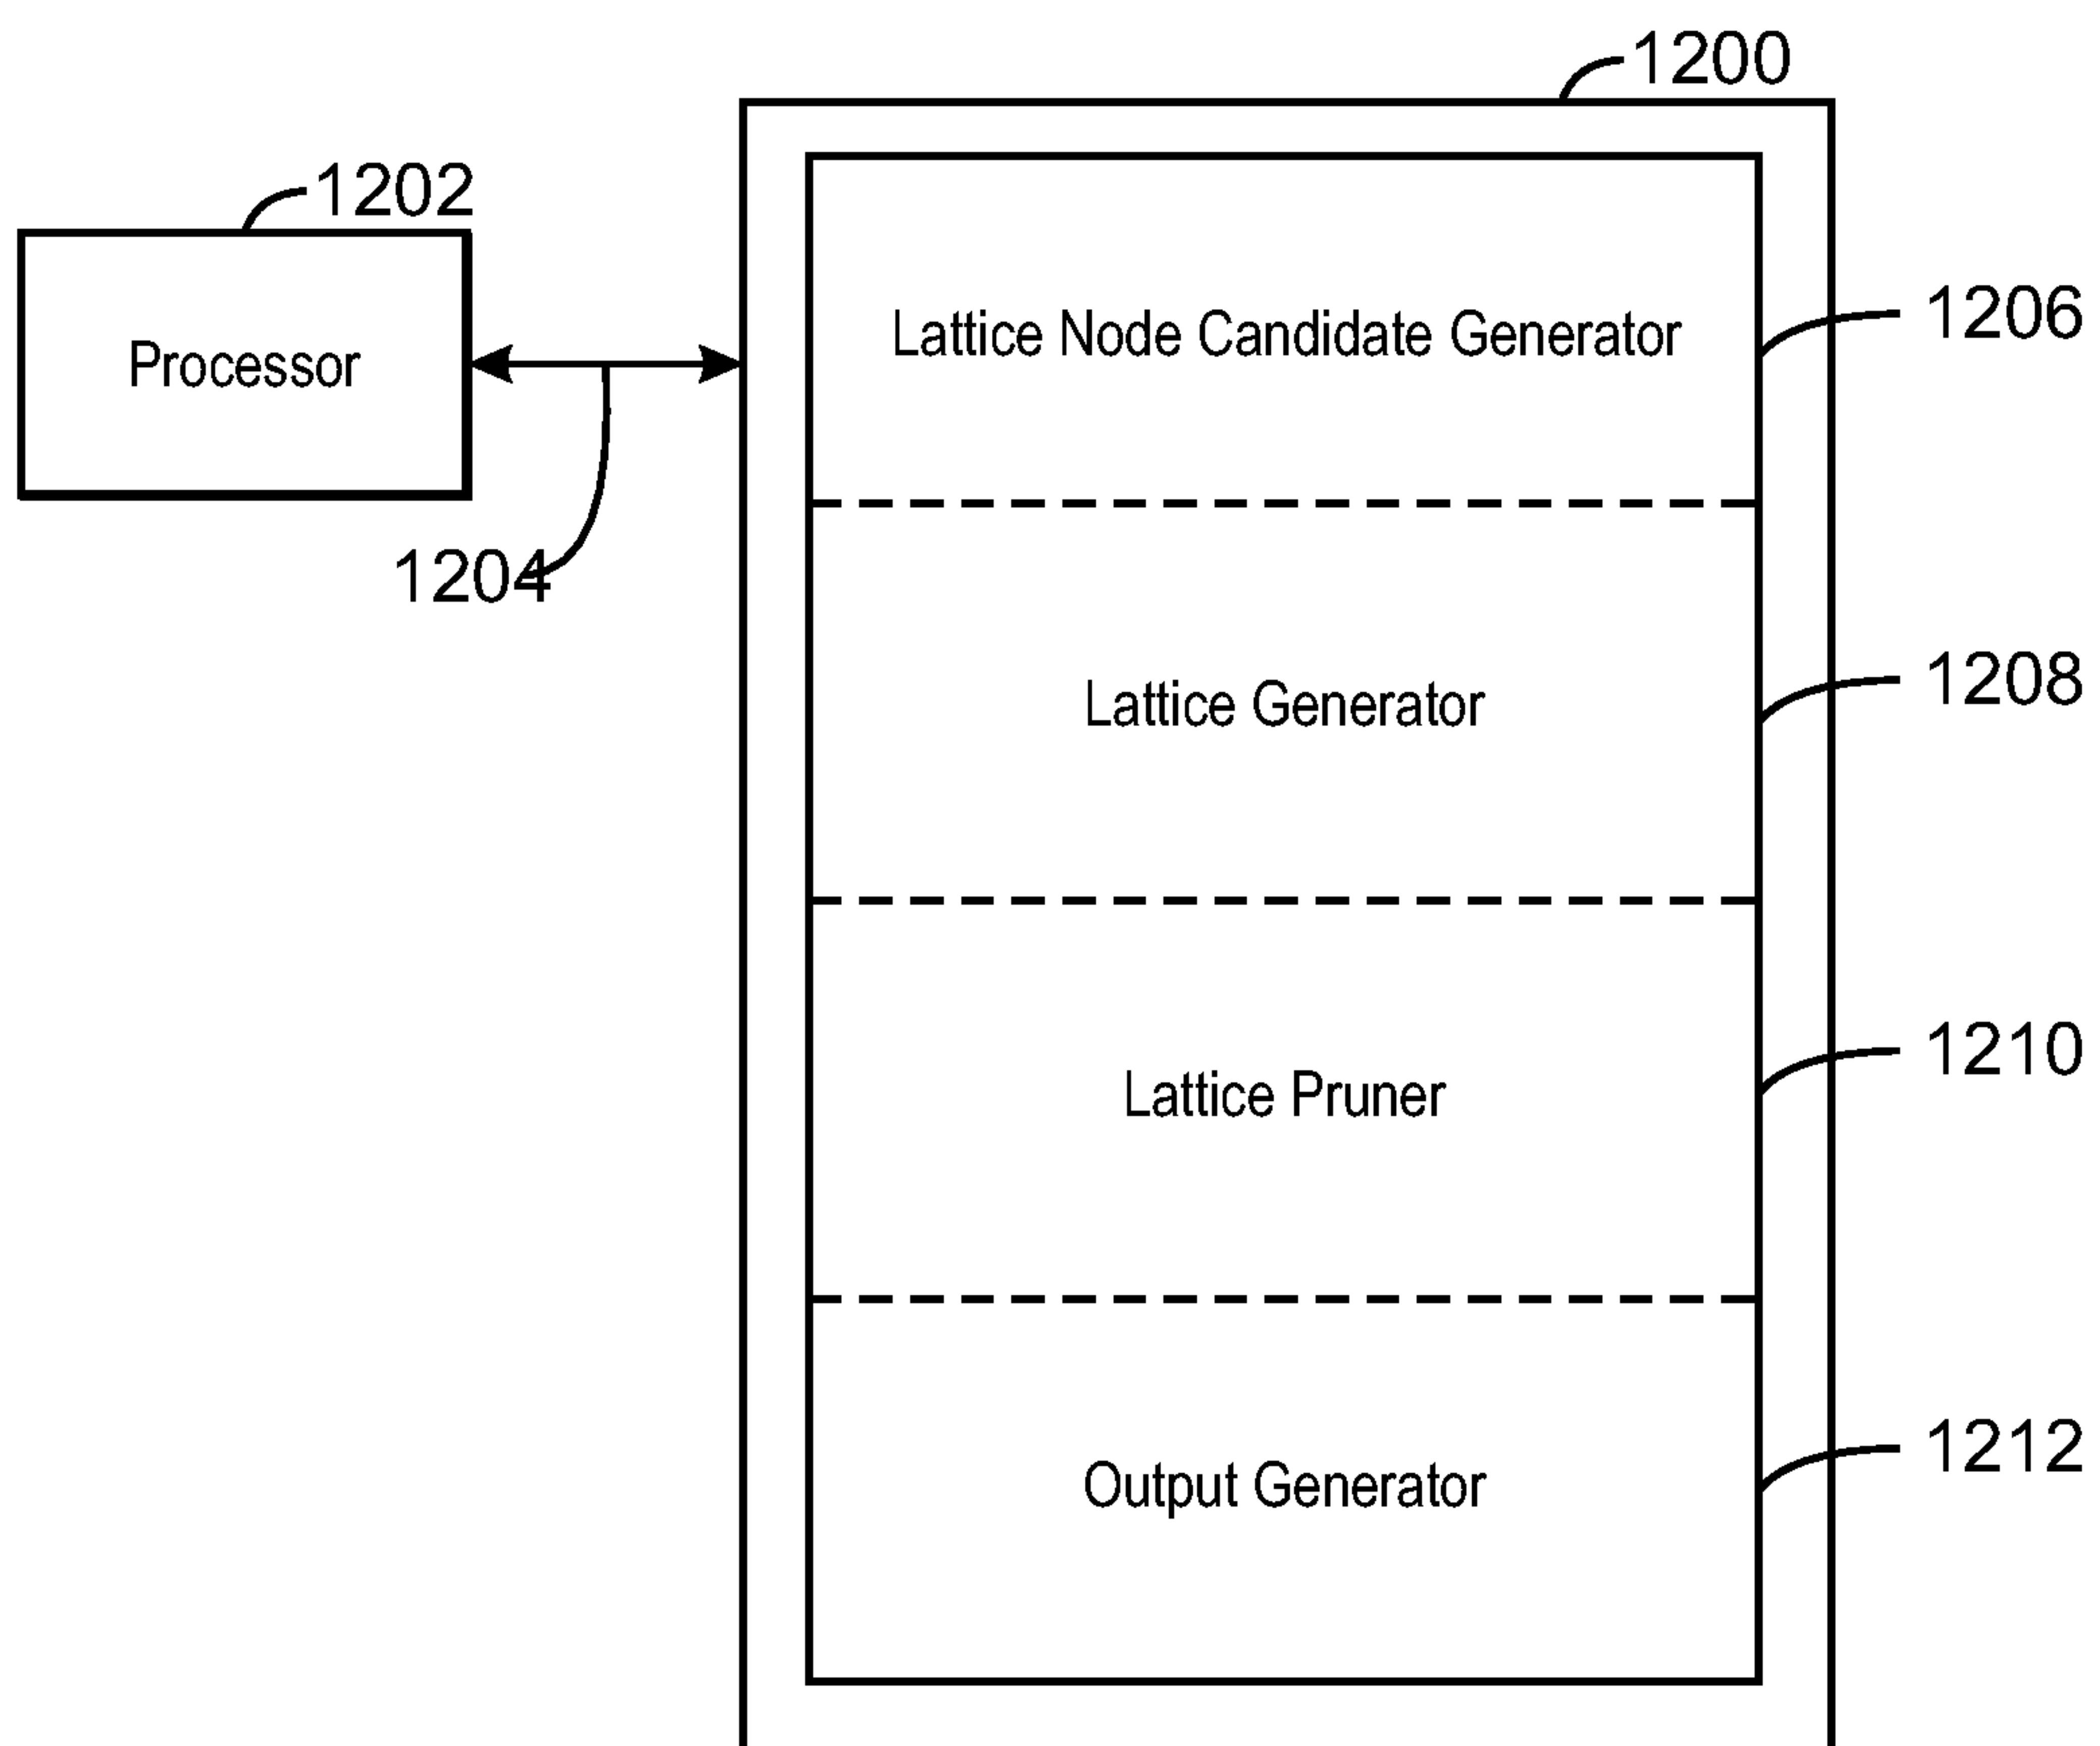 1200
1202
Processor
1204
Lattice Node Candidate Generator
1206
Lattice Generator
1208
Lattice Pruner
1210
Output Generator
1212